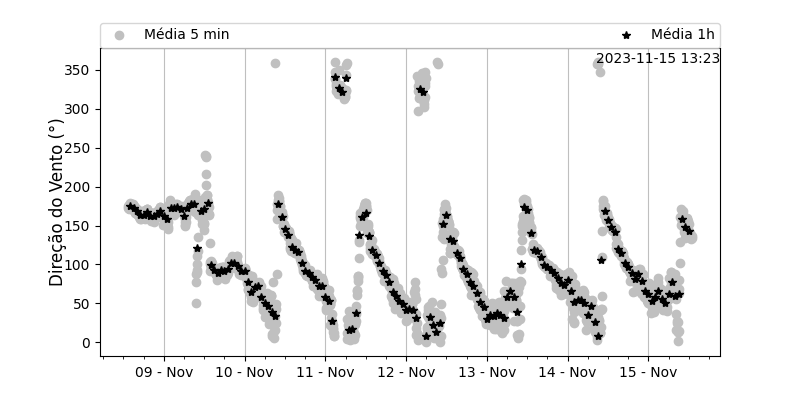 Média 5 min
Média 1h
2023-11-15 13:23
Direção do Vento (°)
350
300
250
200
150
100
50
0
09 - Nov
10 - Nov
11 - Nov
12 - Nov
13 - Nov
14 - Nov
15 - Nov